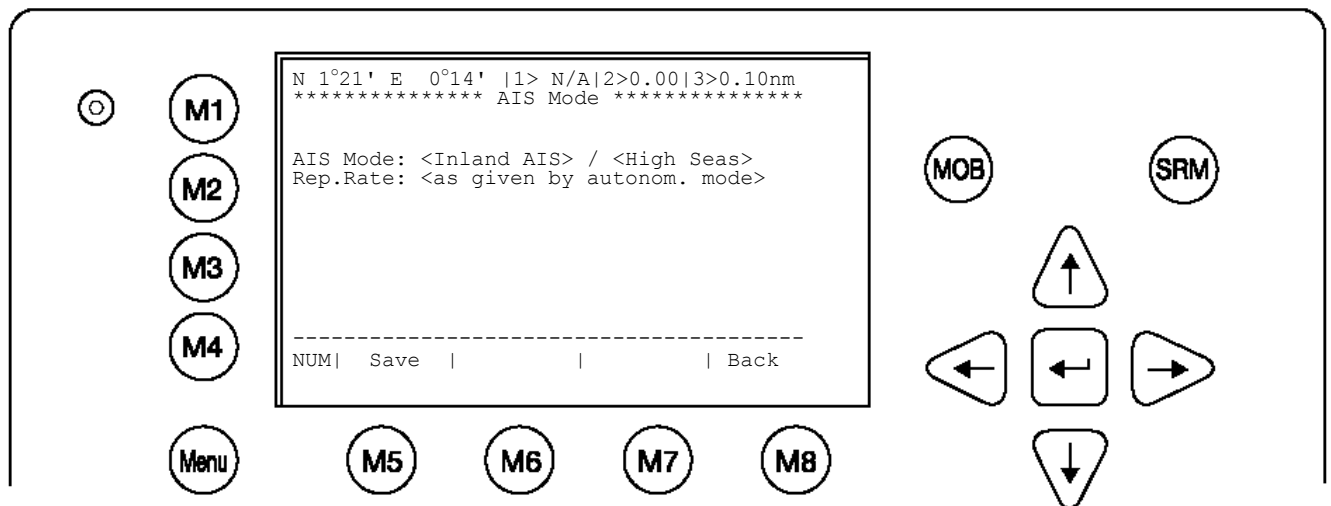 N 1°21' E 0°14' |1> N/A|2>0.00|3>0.10nm
*************** AIS Mode ***************
AIS Mode: <Inland AIS> / <High Seas>
Rep.Rate: <as given by autonom. mode>
----------------------------------------
NUM| Save | | | Back
M1
M2
M3
M4
Menu
M5 M6 M7 M8
MOB SRM